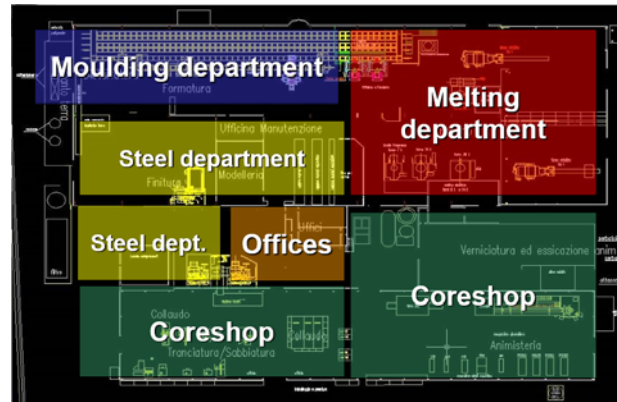 Moulding department
Formatura
Melting
department
Ufficina Manutenzione
Steel department
Modelleria
Finitura
Steel dept.
Offices
Uffici
Verniciatura ed essicazione
Coreshop
Collaudo
Coreshop
Collaudo
Tranciatura/Sabbiatura
Animisteria